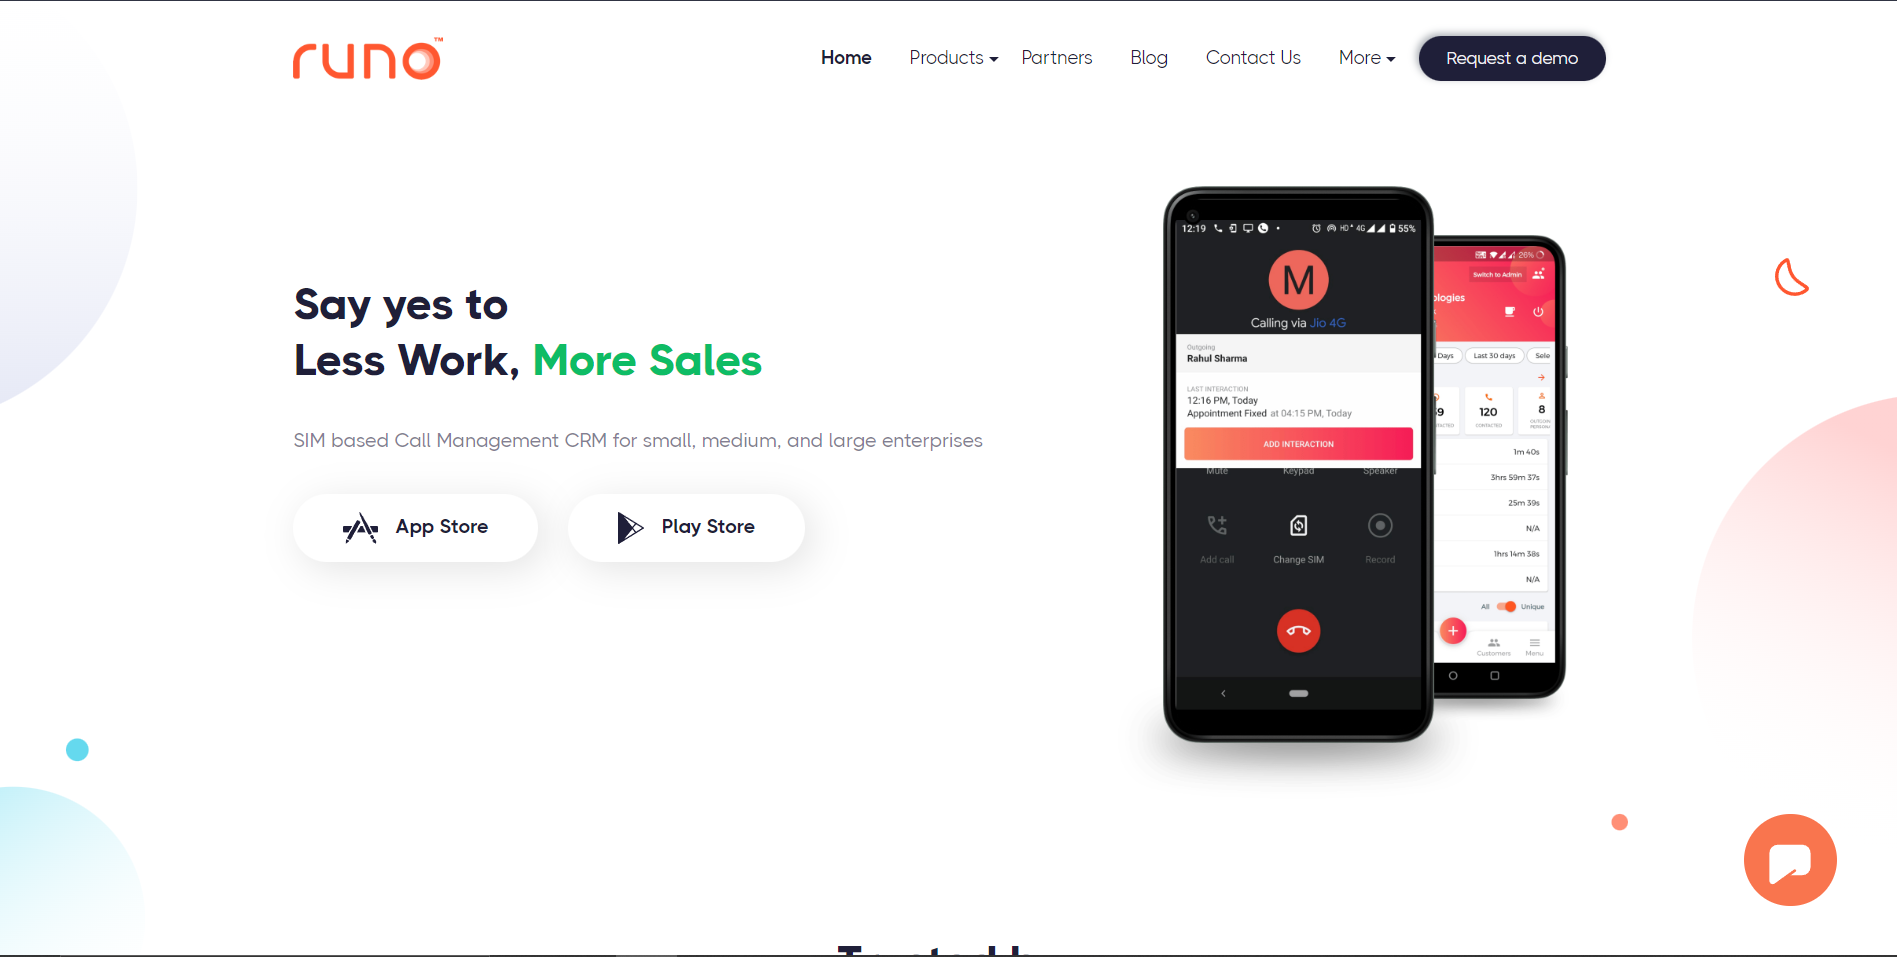 runo™
Home Products Partners Blog Contact Us More Request a demo
Say yes to
Less Work, More Sales
SIM based Call Management CRM for small, medium, and large enterprises
App Store Play Store
12:19 HD 4G 55%
M
Calling via Jio 4G
Outgoing
Rahul Sharma
LAST INTERACTION
12:16 PM, Today
Appointment Fixed at 04:15 PM, Today
ADD INTERACTION
Mute Keypad Speaker
Add call Change SIM Record
26%
Switch to Admin
ologies
Days Last 30 days Sele
120 8
CONTACTED
1m 40s
3hrs 59m 37s
25m 39s
N/A
1hrs 14m 38s
N/A
All Unique
Customers Menu